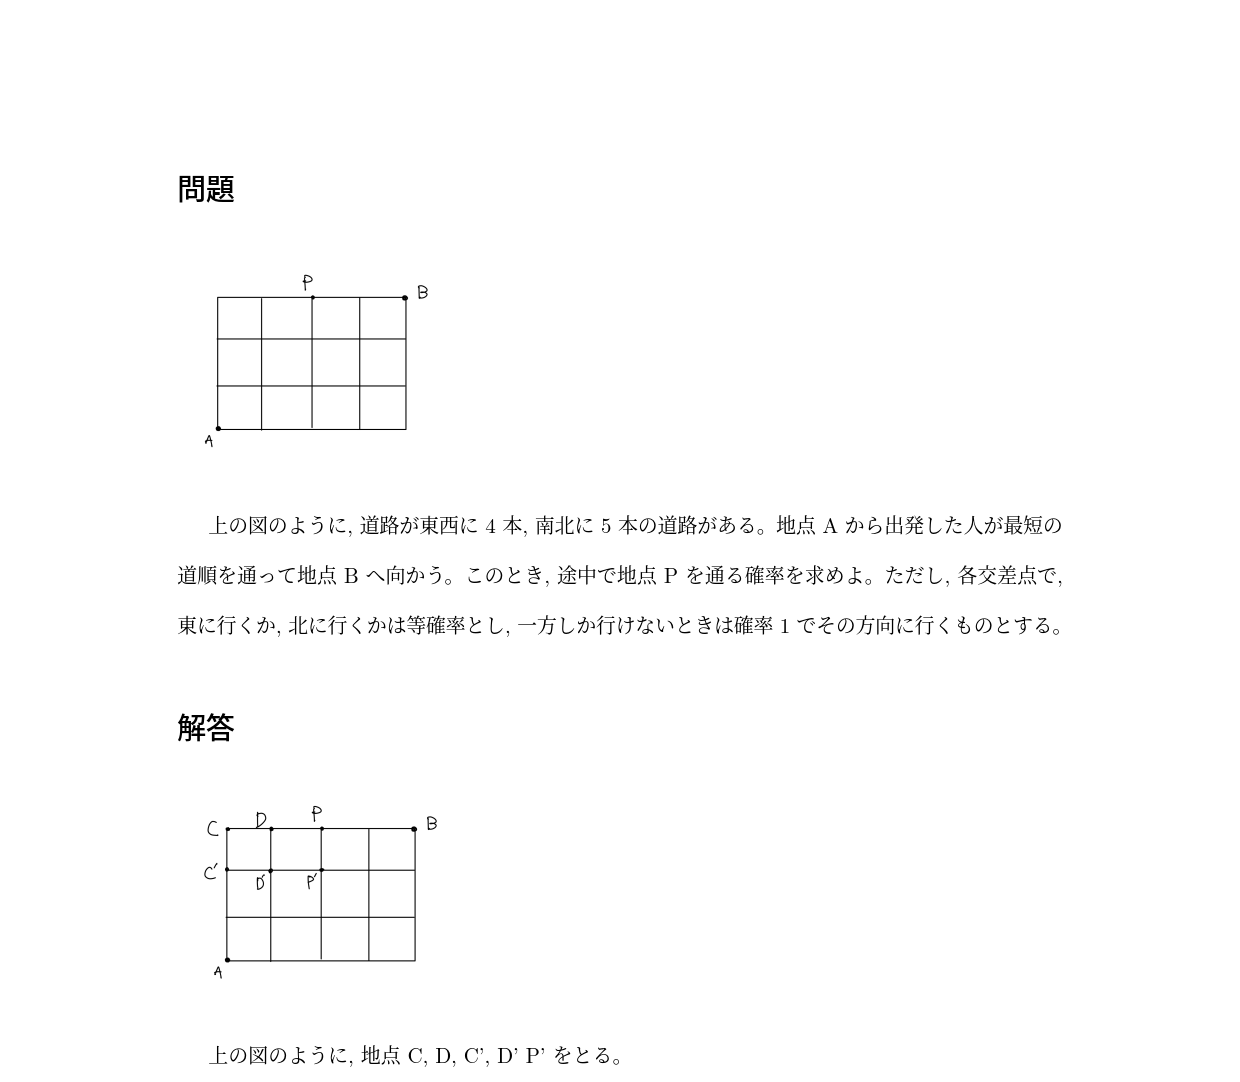 問題
P
B
A
上の図のように, 道路が東西に 4 本, 南北に 5 本の道路がある。地点 A から出発した人が最短の
道順を通って地点 B へ向かう。このとき, 途中で地点 P を通る確率を求めよ。ただし, 各交差点で,
東に行くか, 北に行くかは等確率とし, 一方しか行けないときは確率 1 でその方向に行くものとする。
解答
C D P B
C' D' P'
A
上の図のように, 地点 C, D, C', D' P' をとる。